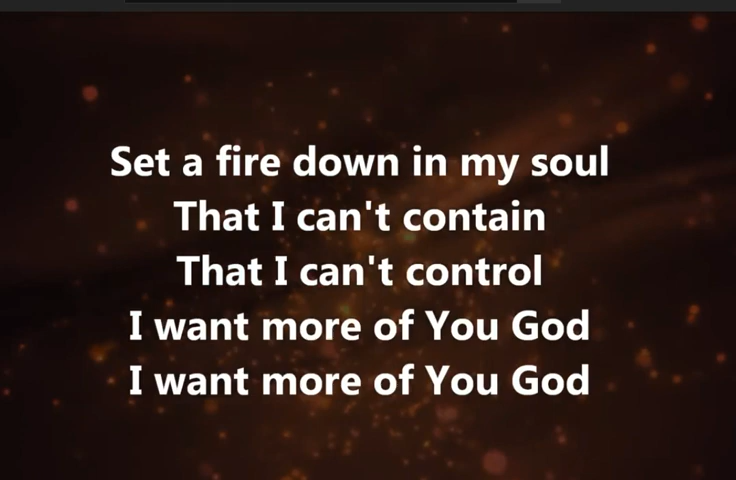 Set a fire down in my soul
That I can't contain
That I can't control
I want more of You God
I want more of You God